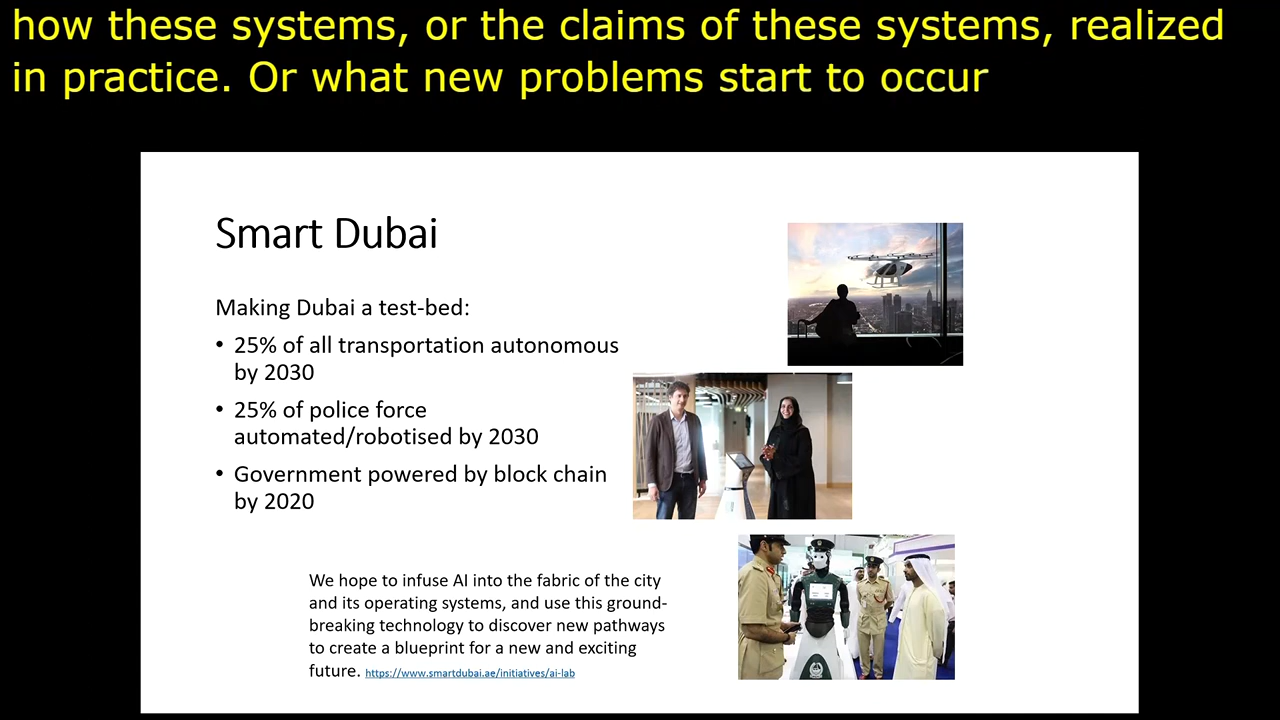 how these systems, or the claims of these systems, realized
in practice. Or what new problems start to occur
Smart Dubai
Making Dubai a test-bed:
• 25% of all transportation autonomous
by 2030
• 25% of police force
automated/robotised by 2030
• Government powered by block chain
by 2020
We hope to infuse AI into the fabric of the city
and its operating systems, and use this ground-
breaking technology to discover new pathways
to create a blueprint for a new and exciting
future. https://www.smartdubai.ae/initiatives/ai-lab